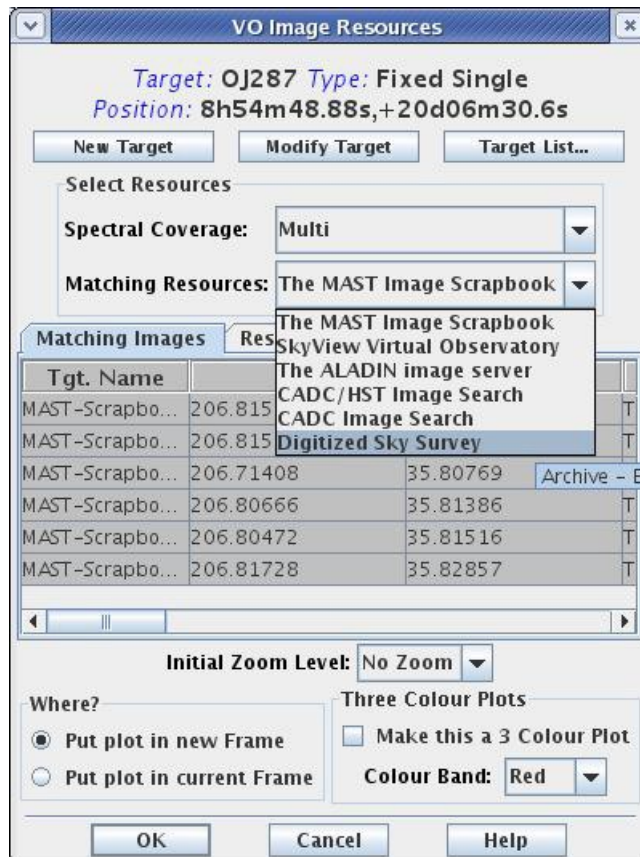 VO Image Resources
Target: OJ287 Type: Fixed Single
Position: 8h54m48.88s,+20d06m30.6s
New Target Modify Target Target List...
Select Resources
Spectral Coverage: Multi
Matching Resources: The MAST Image Scrapbook
The MAST Image Scrapbook
SkyView Virtual Observatory
The ALADIN image server
CADC/HST Image Search
CADC Image Search
Digitized Sky Survey
Matching Images Res
Tgt. Name
MAST-Scrapbo... 206.815 T
MAST-Scrapbo... 206.815 T
MAST-Scrapbo... 206.71408 35.80769 Archive - E
MAST-Scrapbo... 206.80666 35.81386 T
MAST-Scrapbo... 206.80472 35.81516 T
MAST-Scrapbo... 206.81728 35.82857 T
Initial Zoom Level: No Zoom
Where?
Put plot in new Frame
Put plot in current Frame
Three Colour Plots
Make this a 3 Colour Plot
Colour Band: Red
OK Cancel Help